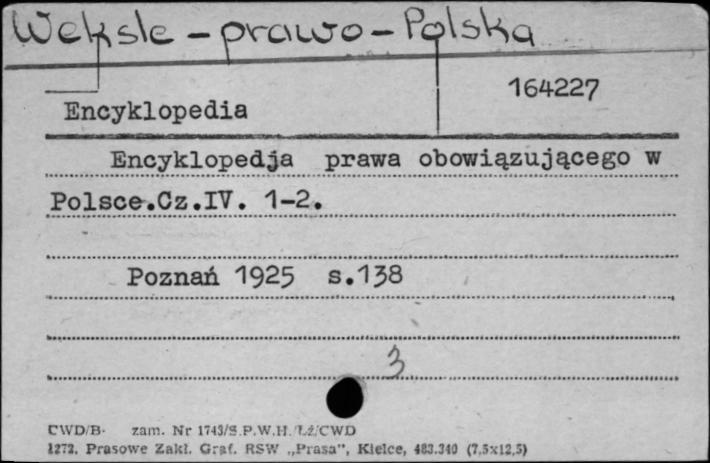 Weksle - prawo - Polska
164227
Encyklopedia
Encyklopedja prawa obowiązującego w
Polsce.Cz.IV. 1-2.
Poznań 1925 s.138
3
CWD/B- zam. Nr 1743/S.P.W.H. Łź/CWD
1272. Prasowe Zakł. Graf. RSW „Prasa", Kielce, 483.340 (7,5x12,5)